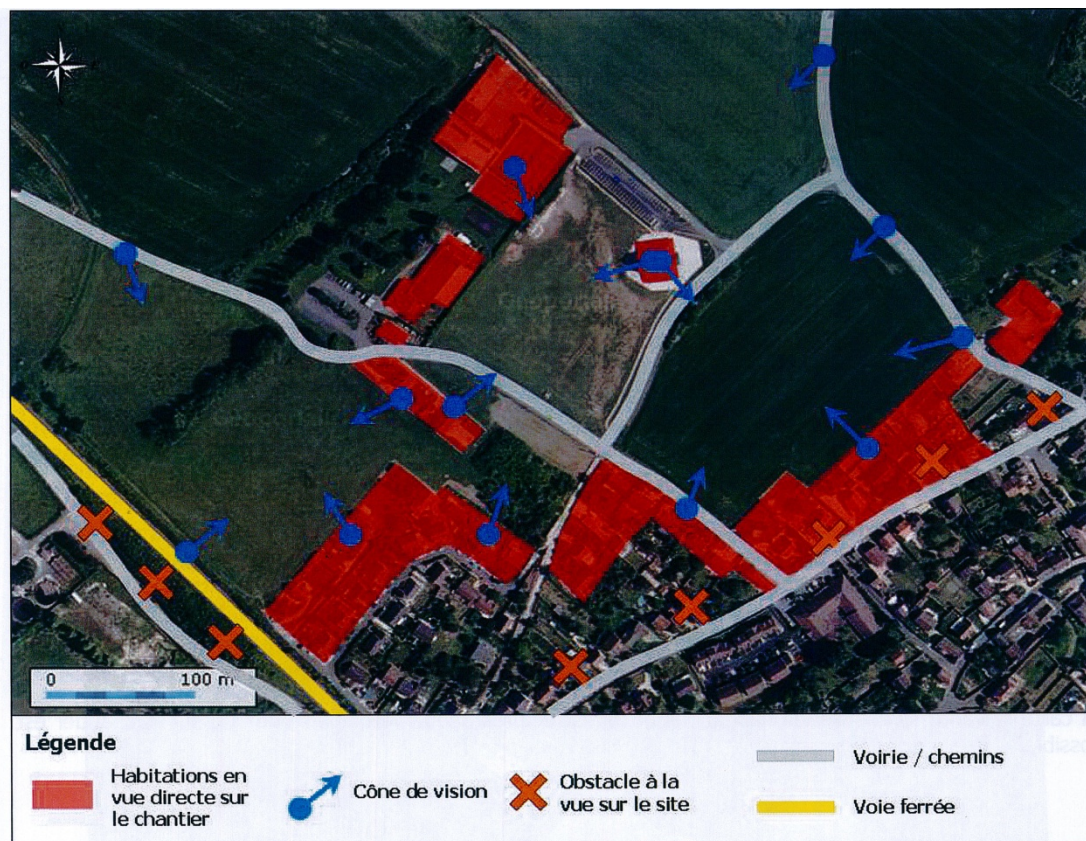 Géoportail
0
100 m
Légende
Habitations en
vue directe sur
le chantier
Cône de vision
Obstacle à la
vue sur le site
Voirie / chemins
Voie ferrée